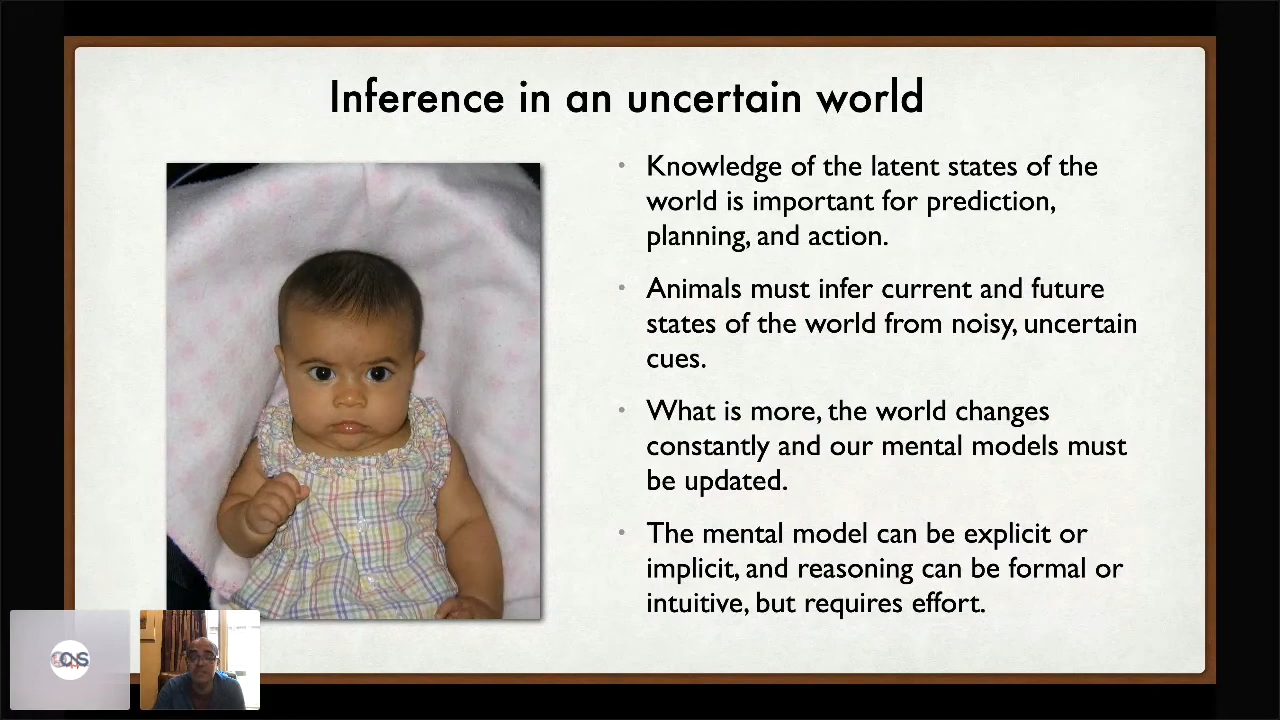 Inference in an uncertain world
• Knowledge of the latent states of the
world is important for prediction,
planning, and action.
• Animals must infer current and future
states of the world from noisy, uncertain
cues.
• What is more, the world changes
constantly and our mental models must
be updated.
• The mental model can be explicit or
implicit, and reasoning can be formal or
intuitive, but requires effort.